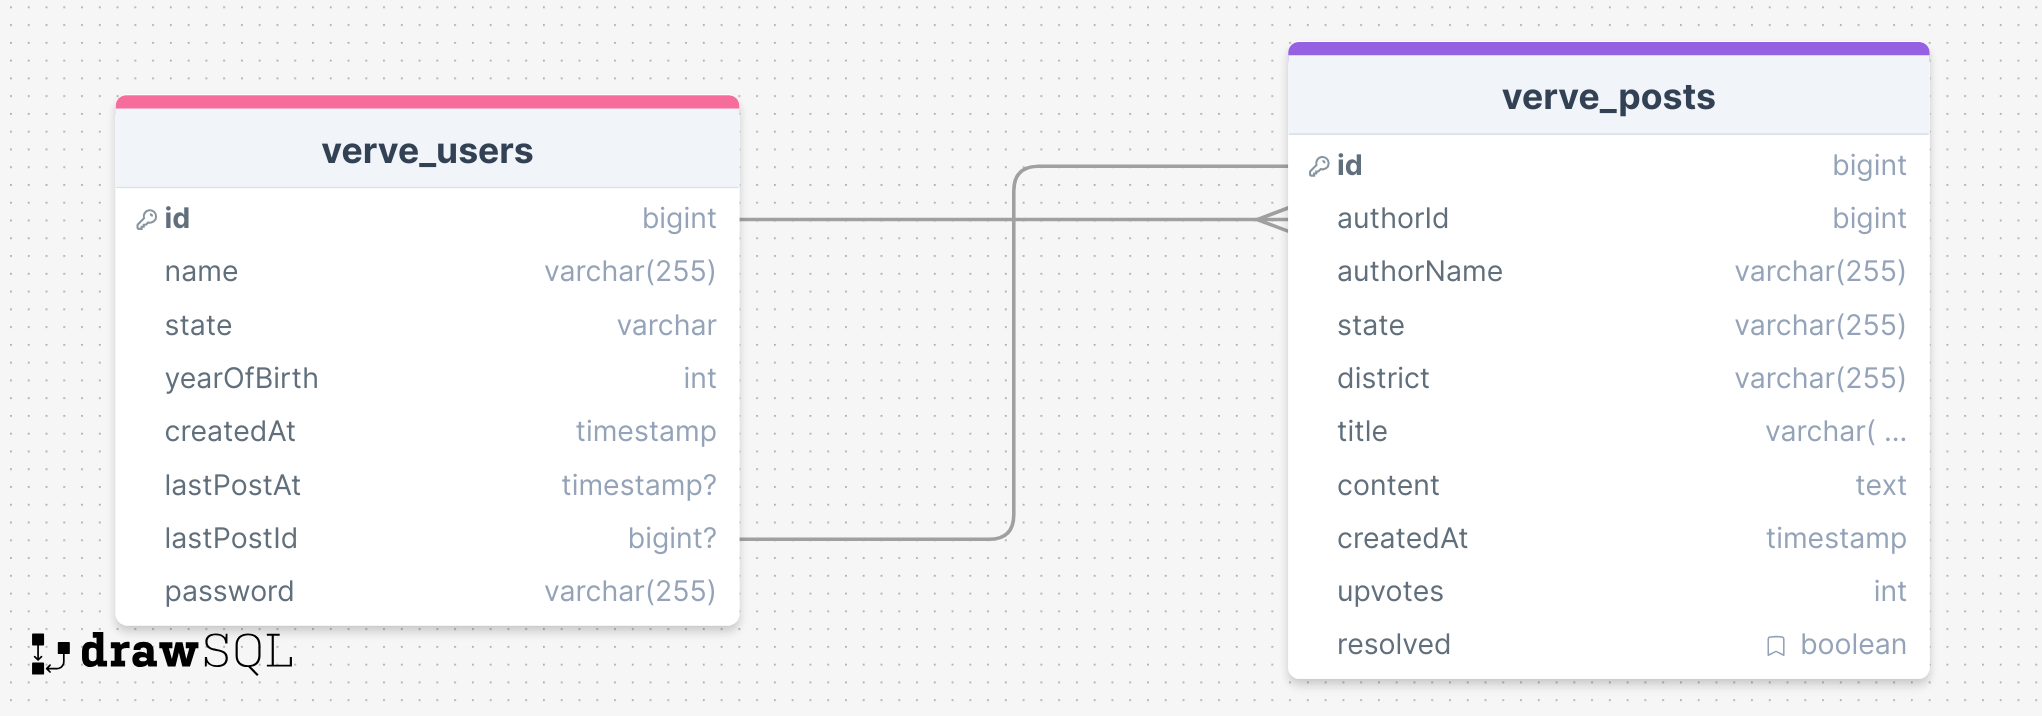 verve_users
id bigint
name varchar(255)
state varchar
yearOfBirth int
createdAt timestamp
lastPostAt timestamp?
lastPostId bigint?
password varchar(255)
drawSQL
verve_posts
id bigint
authorId bigint
authorName varchar(255)
state varchar(255)
district varchar(255)
title varchar( ...
content text
createdAt timestamp
upvotes int
resolved boolean